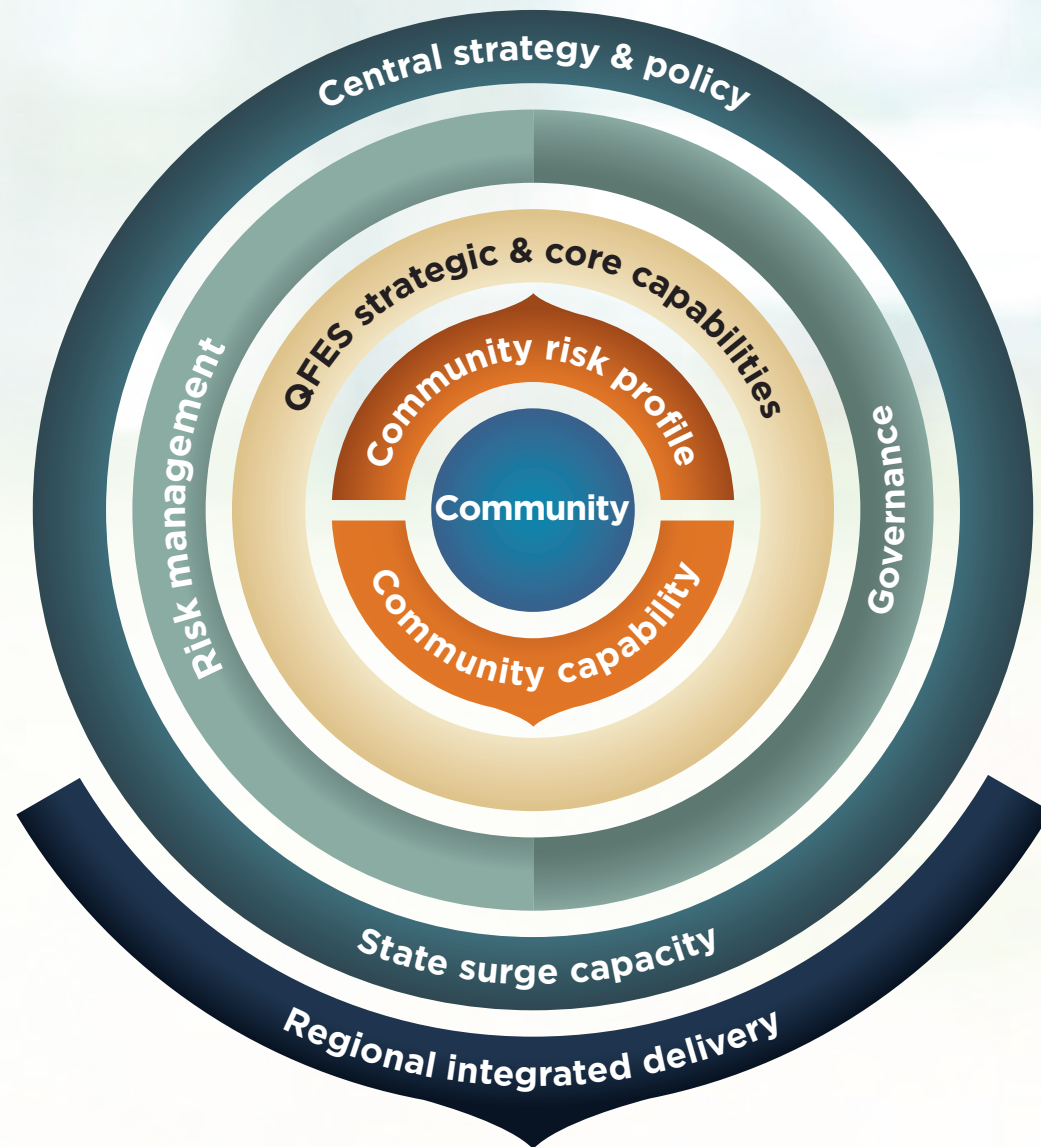 Central strategy & policy
QFES strategic & core capabilities
Community risk profile
Risk management
Community
Governance
Community capability
State surge capacity
Regional integrated delivery